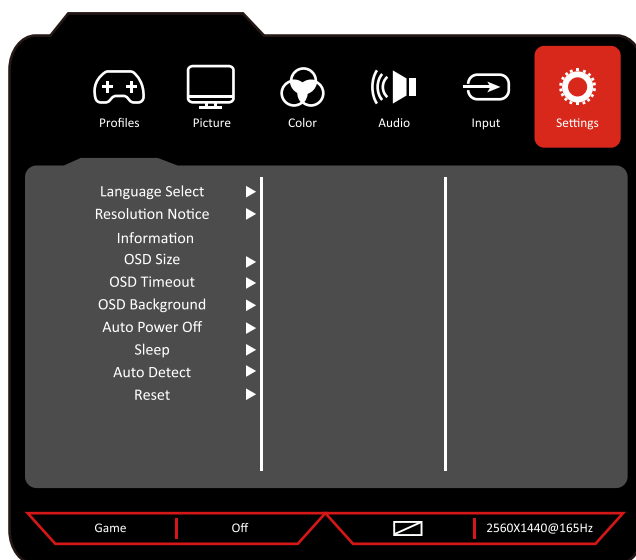 Profiles
Picture
Color
Audio
Input
Settings
Language Select
Resolution Notice
Information
OSD Size
OSD Timeout
OSD Background
Auto Power Off
Sleep
Auto Detect
Reset
Game
Off
2560X1440@165Hz